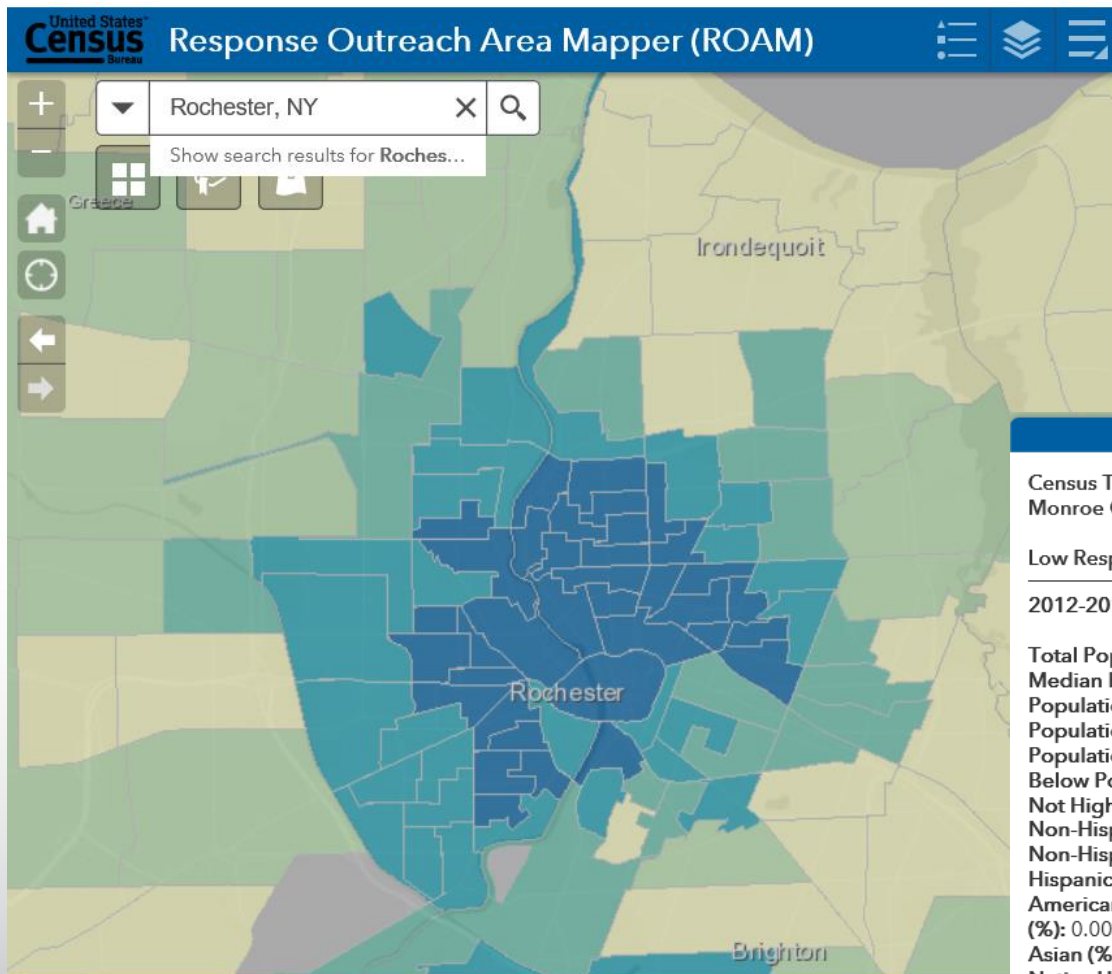 United States®
Census
Bureau
Response Outreach Area Mapper (ROAM)
Rochester, NY
Show search results for Roches...
Greece
Irondequoit
Rochester
Brighton
Census T
Monroe
Low Resp
2012-20
Total Pop
Median
Populati
Populati
Populati
Below Po
Not High
Non-Hisp
Non-Hisp
Hispanic
American
(%): 0.00
Asian (%